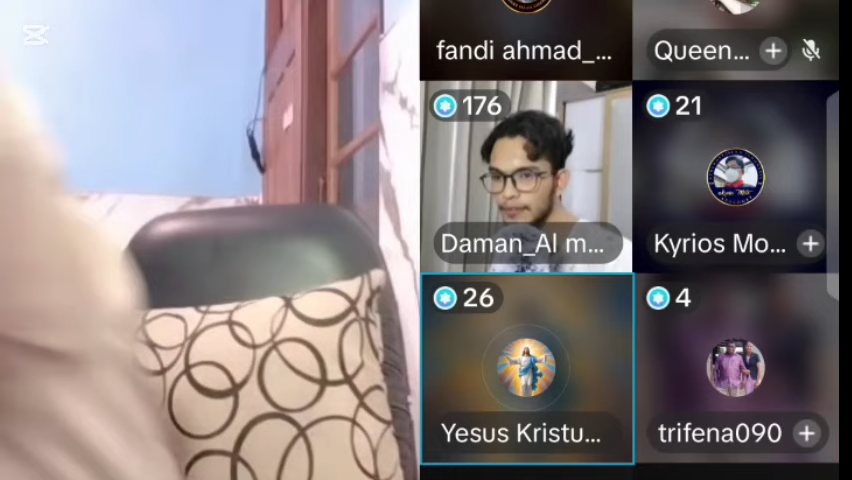 fandi ahmad_...
Queen...
176
21
Daman_Al m...
Kyrios Mo...
26
4
Yesus Kristu...
trifena090